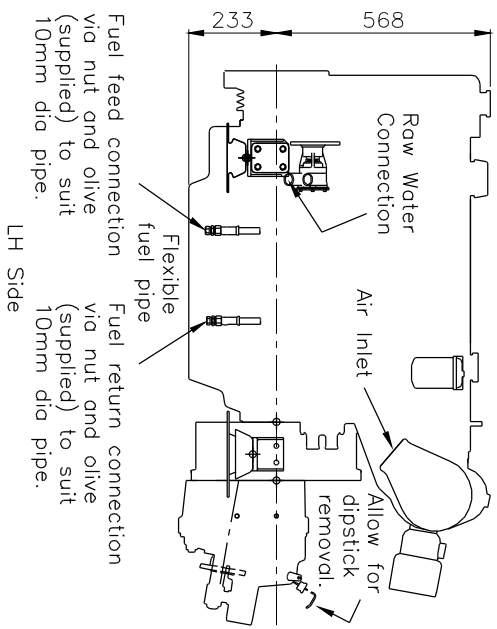 233
568
Raw Water
Connection
Air Inlet
Allow for
dipstick
removal.
Flexible
fuel pipe
Fuel feed connection
via nut and olive
(supplied) to suit
10mm dia pipe.
Fuel return connection
via nut and olive
(supplied) to suit
10mm dia pipe.
LH Side